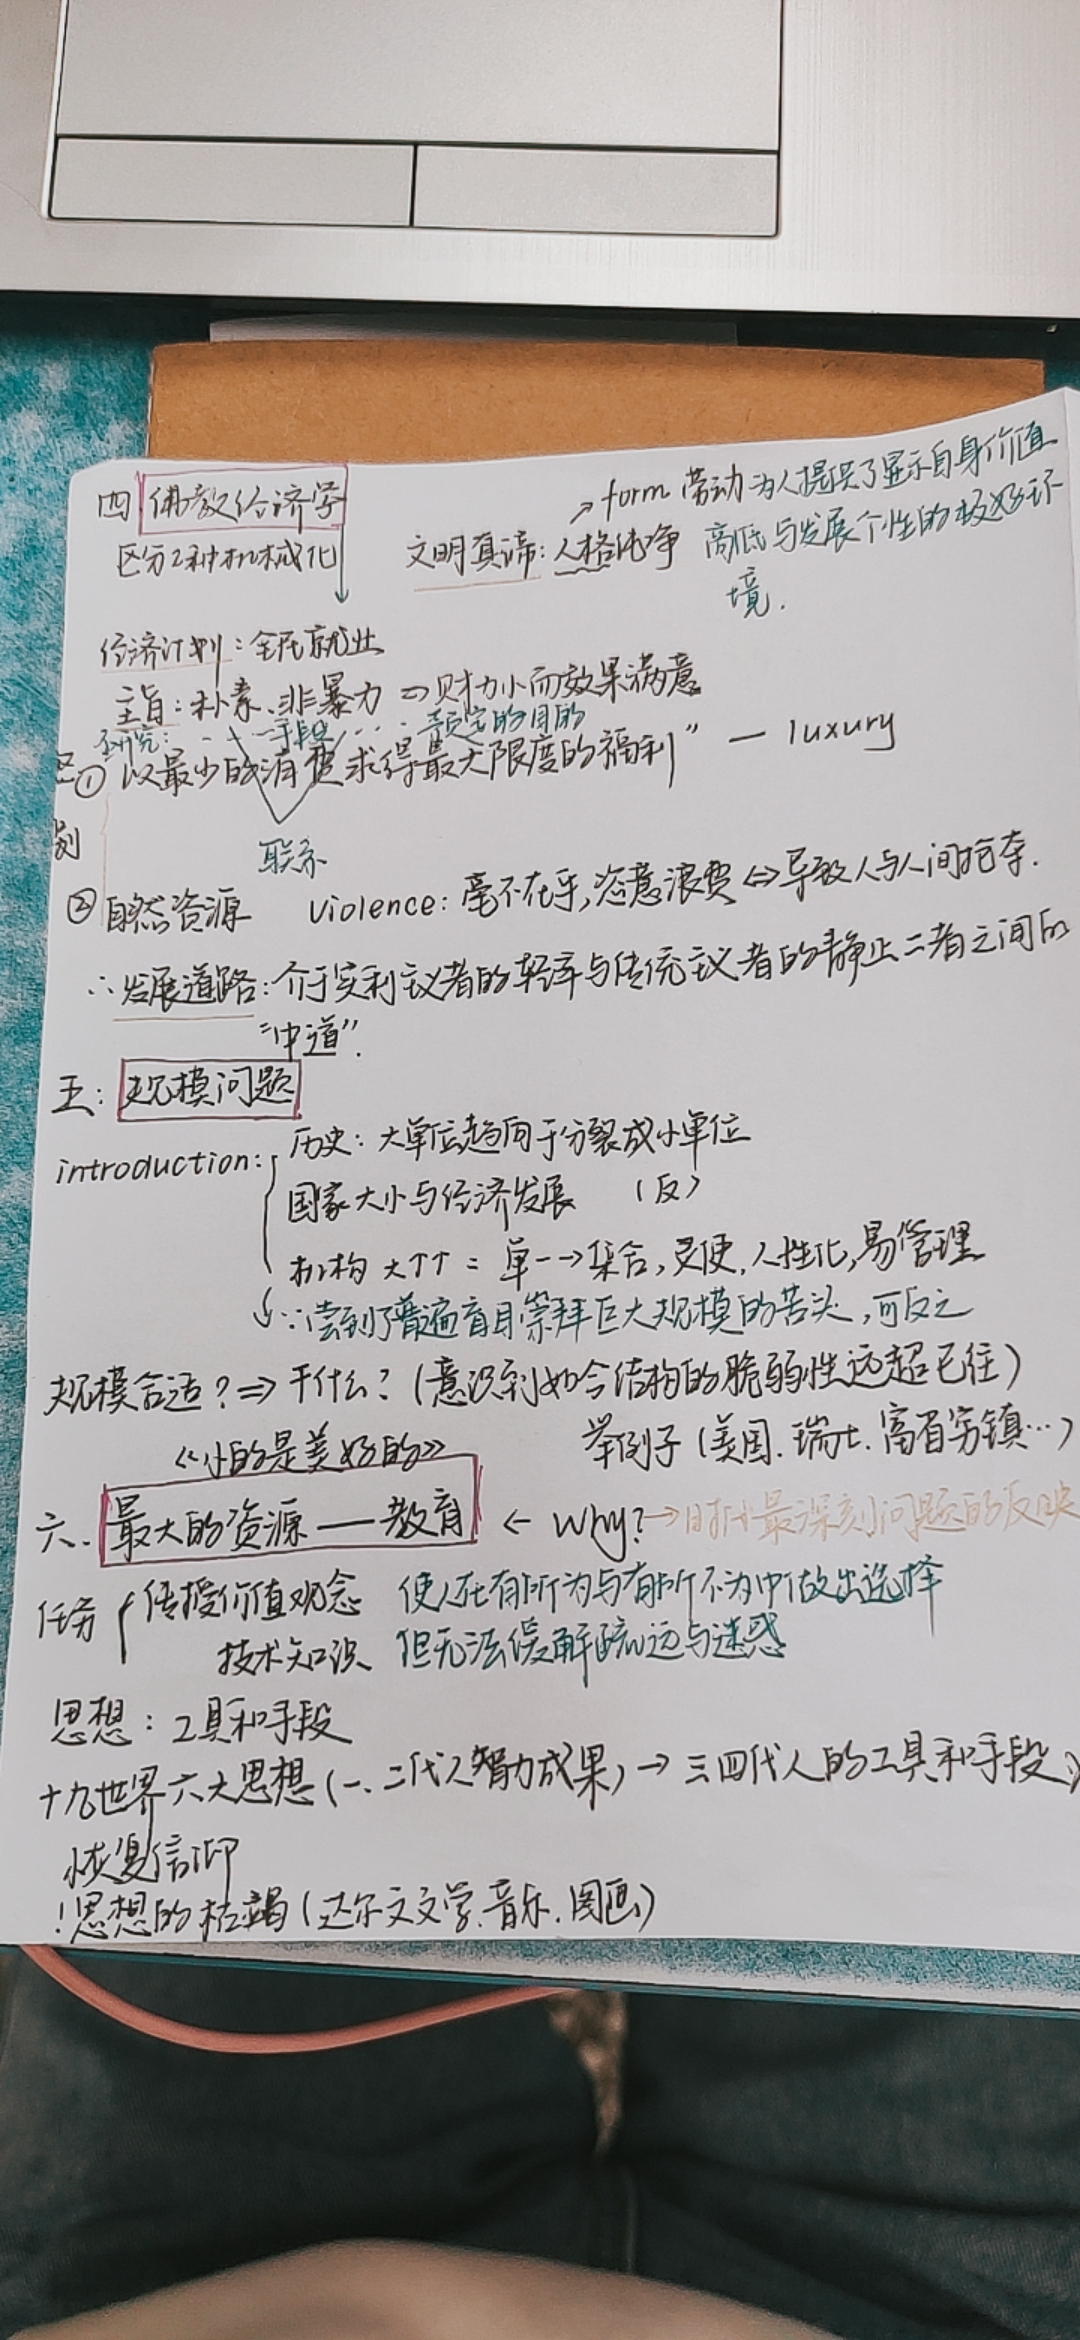 四 佛教经济学
→ form 劳动为人提供了显示自身价值
区分2种机械化 文明真谛：人格纯净 高低与发展个性的极好环
境.
经济计划：全民就业
主旨：朴素、非暴力 ⇒ 财力小而效果满意
研究： 手段 … 预定的目的
区别 ① 以最少的消费求得最大限度的福利” — luxury
联系
② 自然资源 Violence：毫不在乎,恣意浪费 ⇔ 导致人与人间抢夺.
∴ 发展道路：介于实利主义者的轻率与传统主义者的静止二者之间的
“中道”.
五： 规模问题
introduction: 历史：大单位趋向于分裂成小单位
国家大小与经济发展 (反)
机构大↑↑ = 单一→集合,灵便,人性化,易管理
∵尝到了普遍盲目崇拜巨大规模的苦头,可反之
规模合适?⇒ 干什么?(意识到如今结构的脆弱性远超已往)
《小的是美好的》 举例子 (美国.瑞士.富省穷镇…)
六. 最大的资源 — 教育 ← Why?→时代最深刻问题的反映
任务 { 传授价值观念 使人在有所为与有所不为中做出选择
技术知识 但无法缓解疏远与迷惑
思想：工具和手段
十九世界六大思想(一、二代人智力成果)→三四代人的工具和手段)
恢复信仰
!思想的枯竭(达尔文文学.音乐.图画)